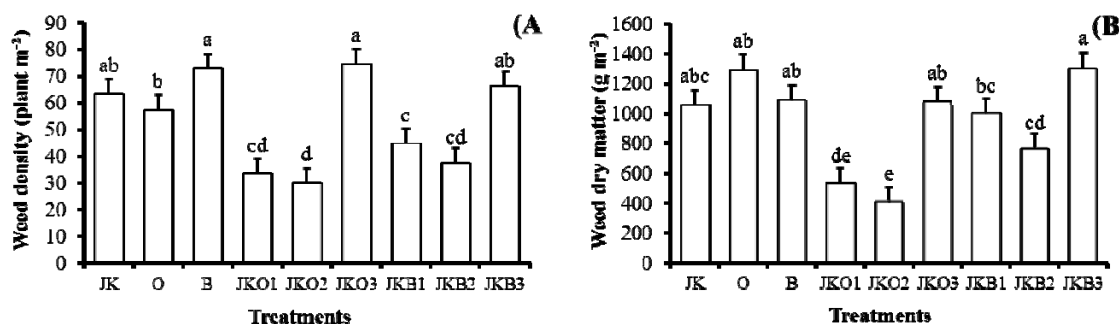 (A
Weed density (plant m⁻²)
90
80
70
60
50
40
30
20
10
0
ab
b
a
cd
d
a
c
cd
ab
JK O B JKO1 JKO2 JKO3 JKB1 JKB2 JKB3
Treatments
(B
Weed dry matter (g m⁻²)
1600
1400
1200
1000
800
600
400
200
0
abc
ab
ab
de
e
ab
bc
cd
a
JK O B JKO1 JKO2 JKO3 JKB1 JKB2 JKB3
Treatments